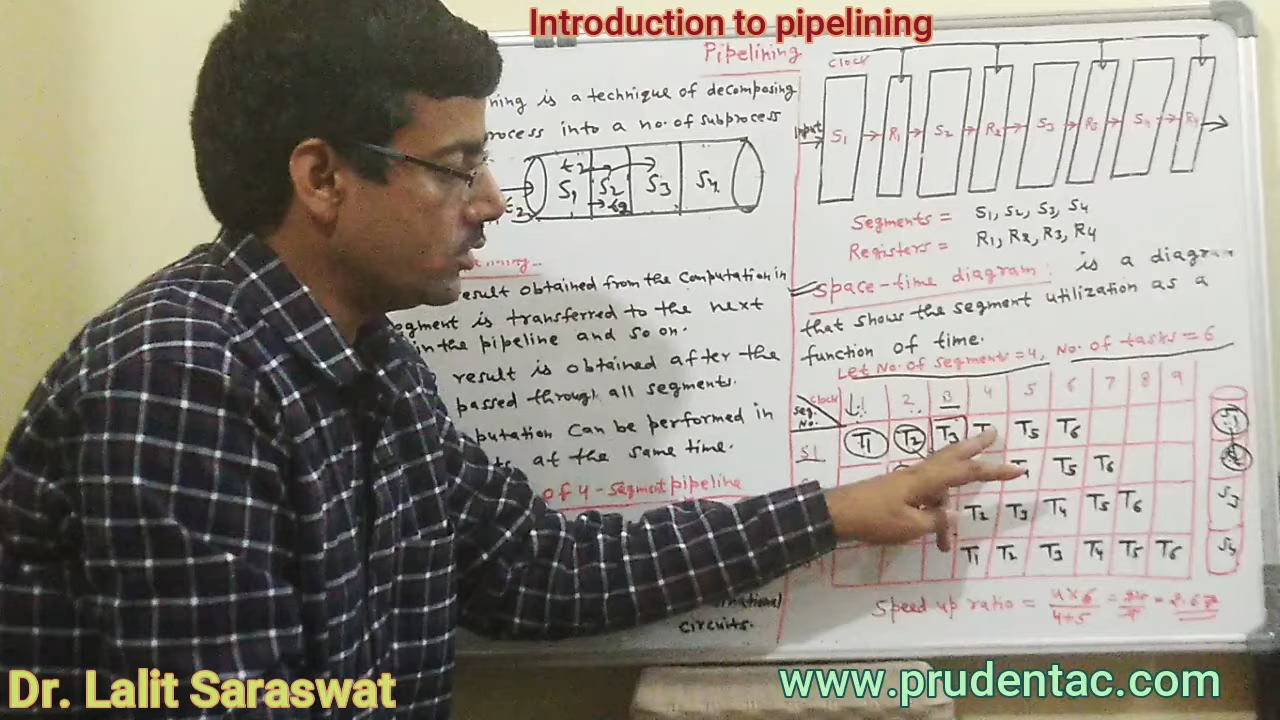 Introduction to pipelining
Pipelining
ning is a technique of decomposing
process into a no. of subprocess
t2
S1 S2 S3 S4
t2
esult obtained from the computation in
segment is transferred to the next
in the pipeline and so on.
result is obtained after the
passed through all segments.
putation can be performed in
at the same time.
of 4-segment pipeline
circuits.
Clock
Input S1 R1 S2 R2 S3 R3 S4 R4
Segments = S1, S2, S3, S4
Registers = R1, R2, R3, R4
Space-time diagram: is a diagram
that shows the segment utilization as a
function of time.
Let No. of segments = 4, No. of tasks = 6
Clock 1 2 3 4 5 6 7 8 9
Seg. No.
S1 T1 T2 T3 T5 T6
T5 T6
T2 T3 T4 T5 T6
T1 T2 T3 T4 T5 T6
S1
S2
S3
S4
Speed up ratio = 4×6/4+5 = 24/9 = 2.67
Dr. Lalit Saraswat
www.prudentac.com